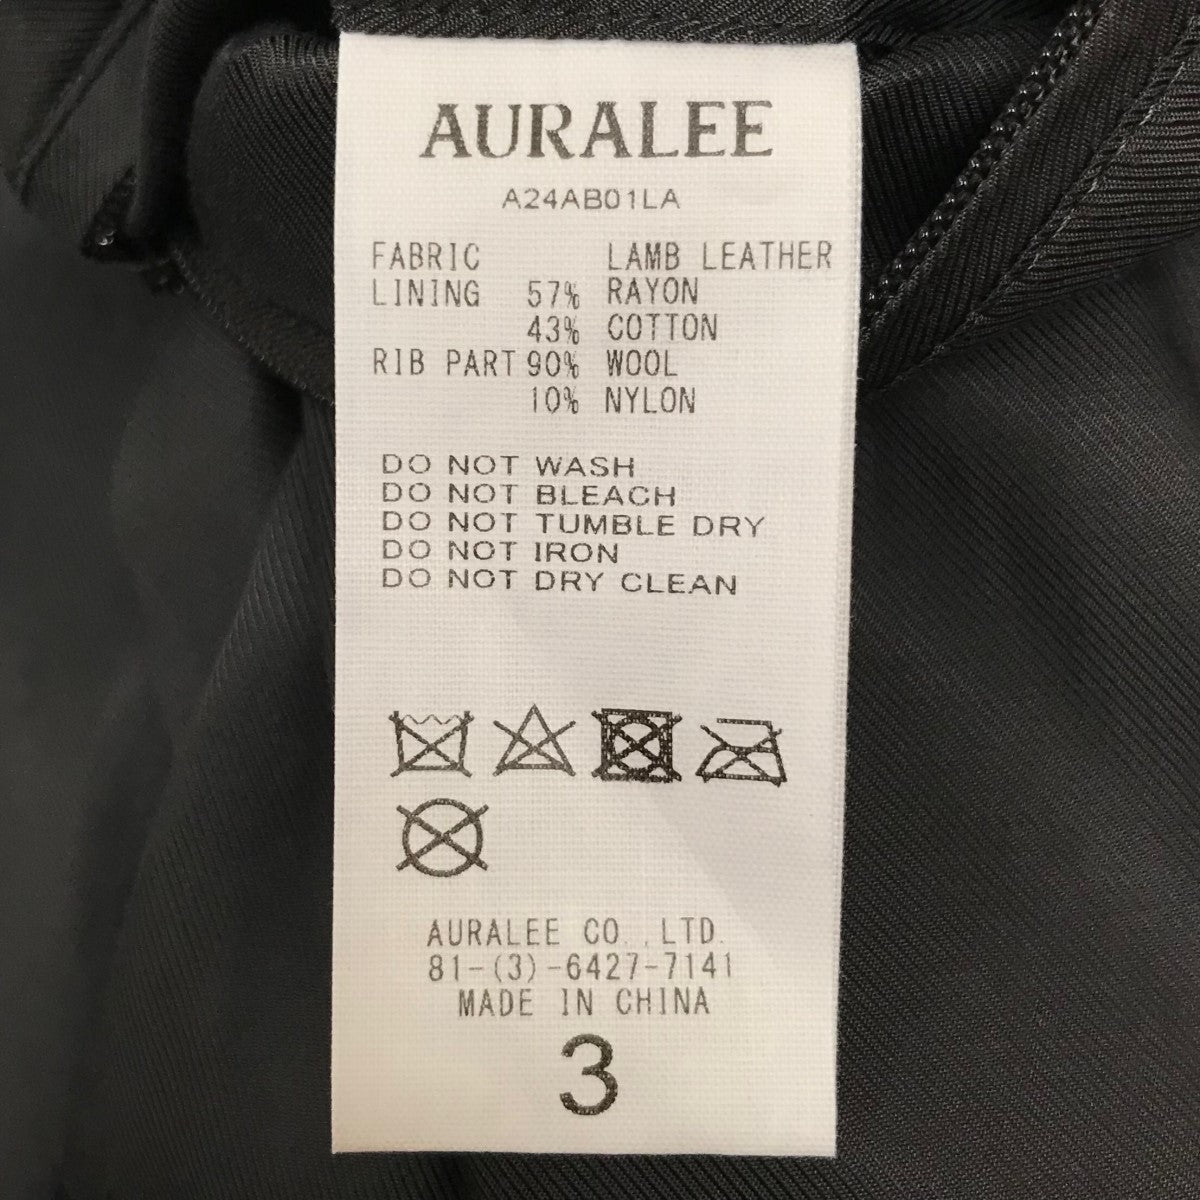 AURALEE
A24AB01LA
FABRIC LAMB LEATHER
LINING 57% RAYON
43% COTTON
RIB PART 90% WOOL
10% NYLON
DO NOT WASH
DO NOT BLEACH
DO NOT TUMBLE DRY
DO NOT IRON
DO NOT DRY CLEAN
AURALEE CO.,LTD.
81-(3)-6427-7141
MADE IN CHINA
3